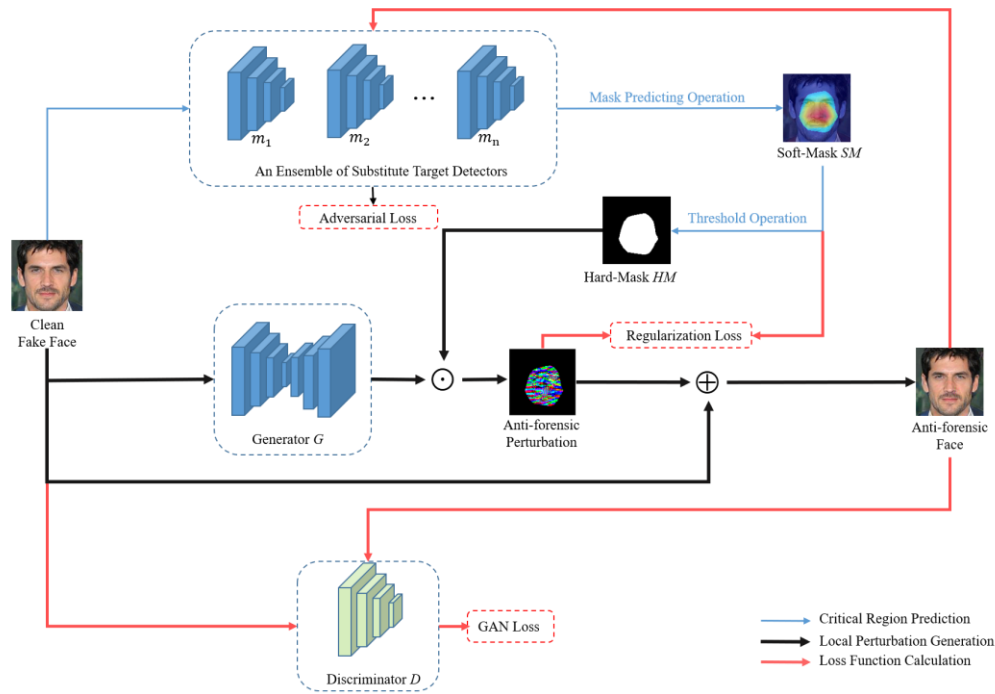 m₁
m₂
...
mₙ
An Ensemble of Substitute Target Detectors
Mask Predicting Operation
Soft-Mask SM
Adversarial Loss
Threshold Operation
Hard-Mask HM
Clean
Fake Face
Regularization Loss
Generator G
Anti-forensic
Perturbation
Anti-forensic
Face
GAN Loss
Discriminator D
Critical Region Prediction
Local Perturbation Generation
Loss Function Calculation